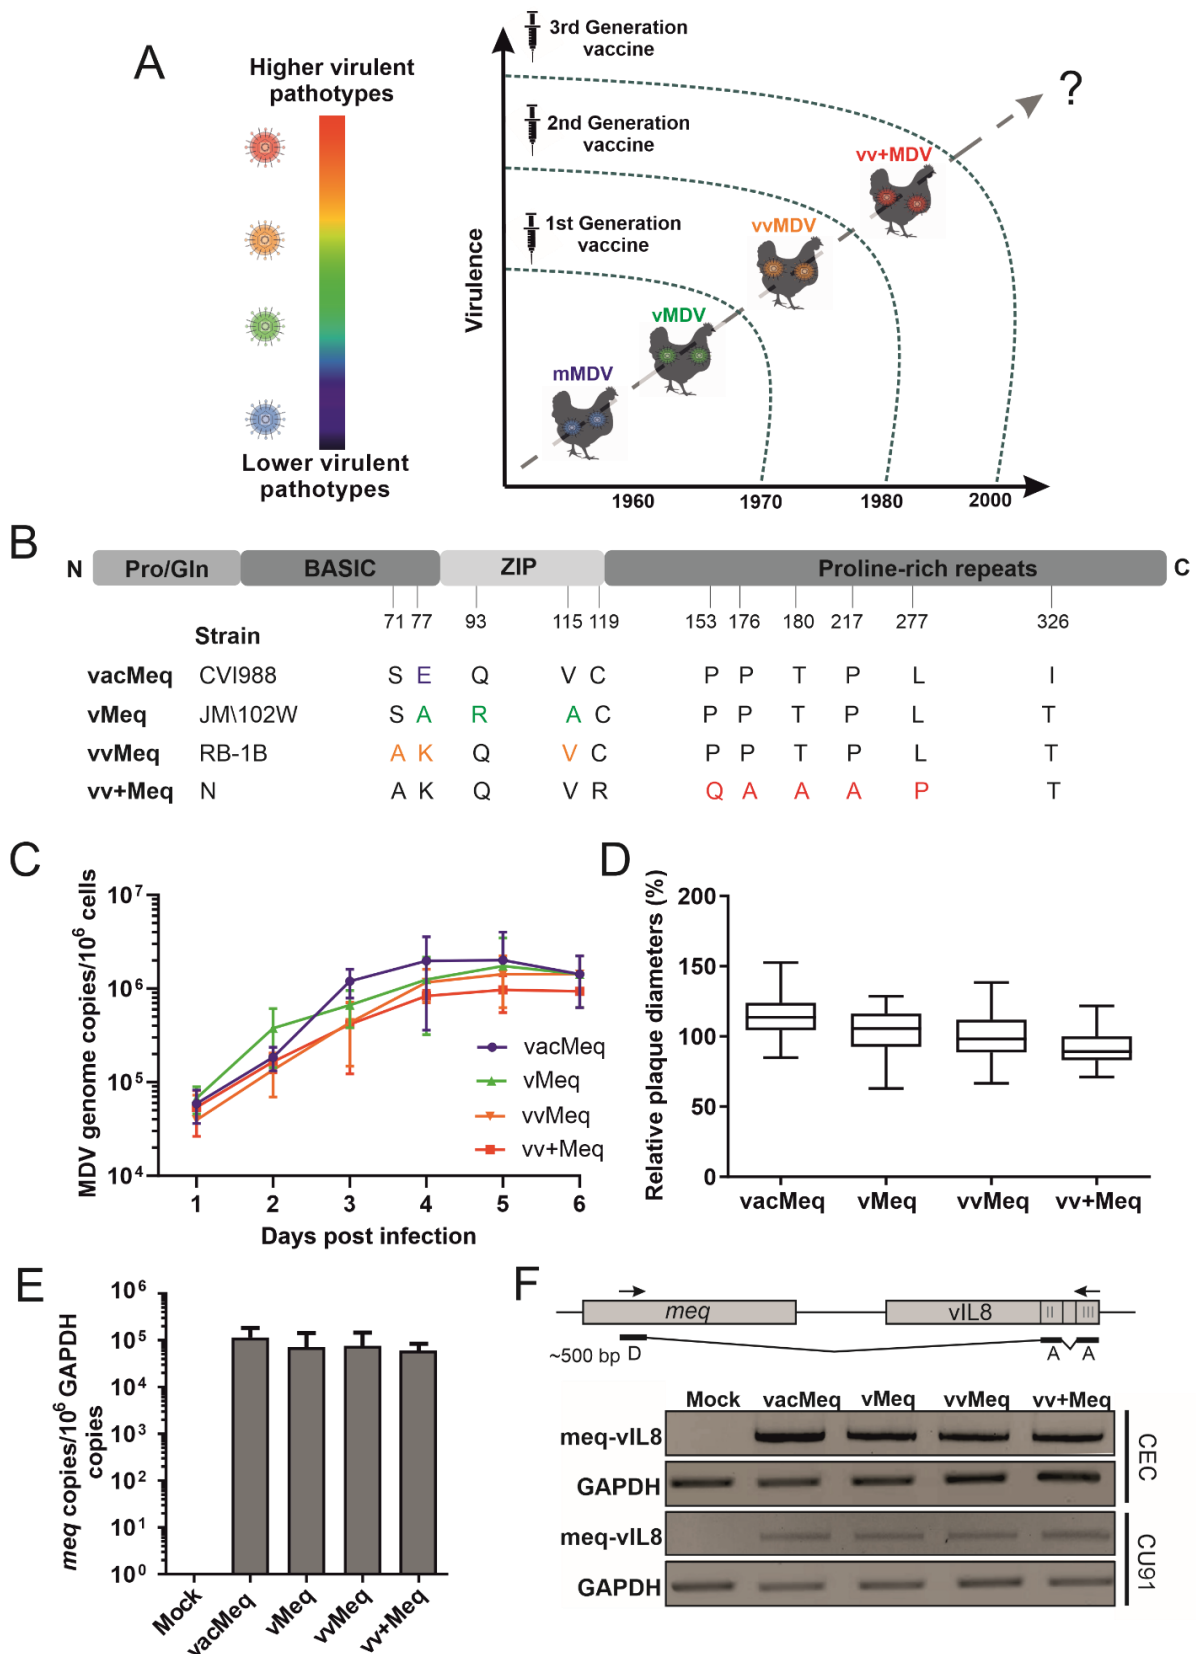 A
Higher virulent
pathotypes
Lower virulent
pathotypes
Virulence
3rd Generation
vaccine
2nd Generation
vaccine
1st Generation
vaccine
?
vv+MDV
vvMDV
vMDV
mMDV
1960 1970 1980 2000
B
N Pro/Gln BASIC ZIP Proline-rich repeats C
71 77 93 115 119 153 176 180 217 277 326
Strain
vacMeq CVI988 S E Q V C P P T P L I
vMeq JM\102W S A R A C P P T P L T
vvMeq RB-1B A K Q V C P P T P L T
vv+Meq N A K Q V R Q A A A P T
C
MDV genome copies/10⁶ cells
10⁷
10⁶
10⁵
10⁴
vacMeq
vMeq
vvMeq
vv+Meq
1 2 3 4 5 6
Days post infection
D
Relative plaque diameters (%)
200
150
100
50
0
vacMeq vMeq vvMeq vv+Meq
E
meq copies/10⁶ GAPDH
copies
10⁶
10⁵
10⁴
10³
10²
10¹
10⁰
Mock vacMeq vMeq vvMeq vv+Meq
F
meq vIL8 II III
~500 bp D A A
Mock vacMeq vMeq vvMeq vv+Meq
meq-vIL8
GAPDH
CEC
meq-vIL8
GAPDH
CU91